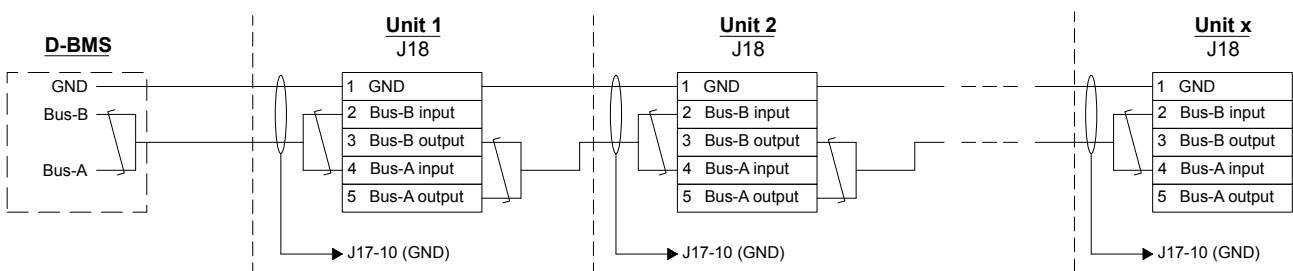 D-BMS
GND
Bus-B
Bus-A
Unit 1
J18
1 GND
2 Bus-B input
3 Bus-B output
4 Bus-A input
5 Bus-A output
J17-10 (GND)
Unit 2
J18
1 GND
2 Bus-B input
3 Bus-B output
4 Bus-A input
5 Bus-A output
J17-10 (GND)
Unit x
J18
1 GND
2 Bus-B input
3 Bus-B output
4 Bus-A input
5 Bus-A output
J17-10 (GND)